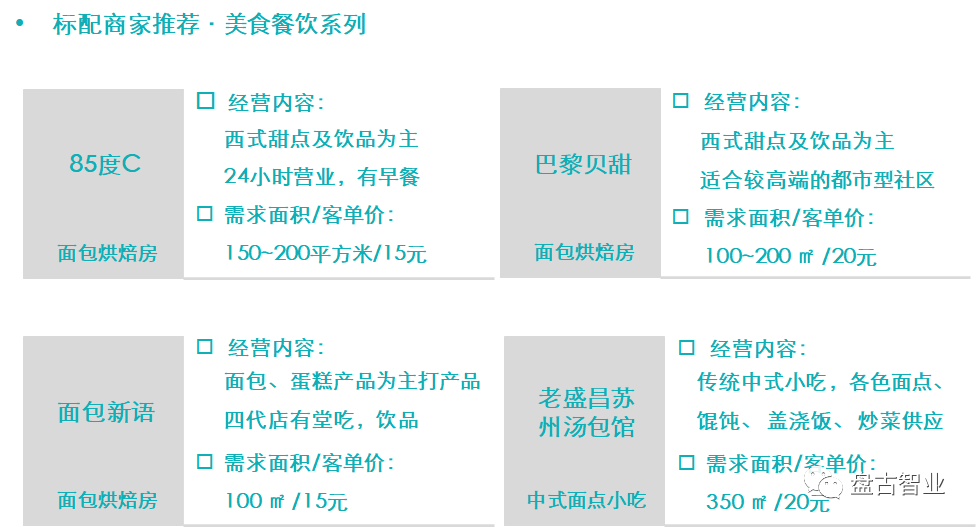 • 标配商家推荐·美食餐饮系列
85度C
面包烘焙房
□ 经营内容：
西式甜点及饮品为主
24小时营业，有早餐
□ 需求面积/客单价：
150~200平方米/15元
巴黎贝甜
面包烘焙房
□ 经营内容：
西式甜点及饮品为主
适合较高端的都市型社区
□ 需求面积/客单价：
100~200 ㎡ /20元
面包新语
面包烘焙房
□ 经营内容：
面包、蛋糕产品为主打产品
四代店有堂吃，饮品
□ 需求面积/客单价：
100 ㎡ /15元
老盛昌苏
州汤包馆
中式面点小吃
□ 经营内容：
传统中式小吃，各色面点、
馄饨、 盖浇饭、 炒菜供应
□ 需求面积/客单价：
350 ㎡ /20元
盘古智业